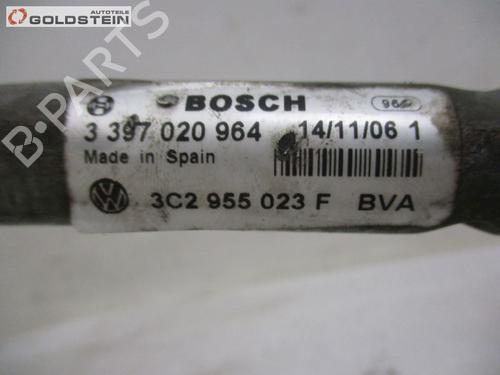 AUTOTEILE
GOLDSTEIN
B-PARTS
BOSCH
964
3 397 020 964 14/11/06 1
Made in Spain
3C2 955 023 F BVA